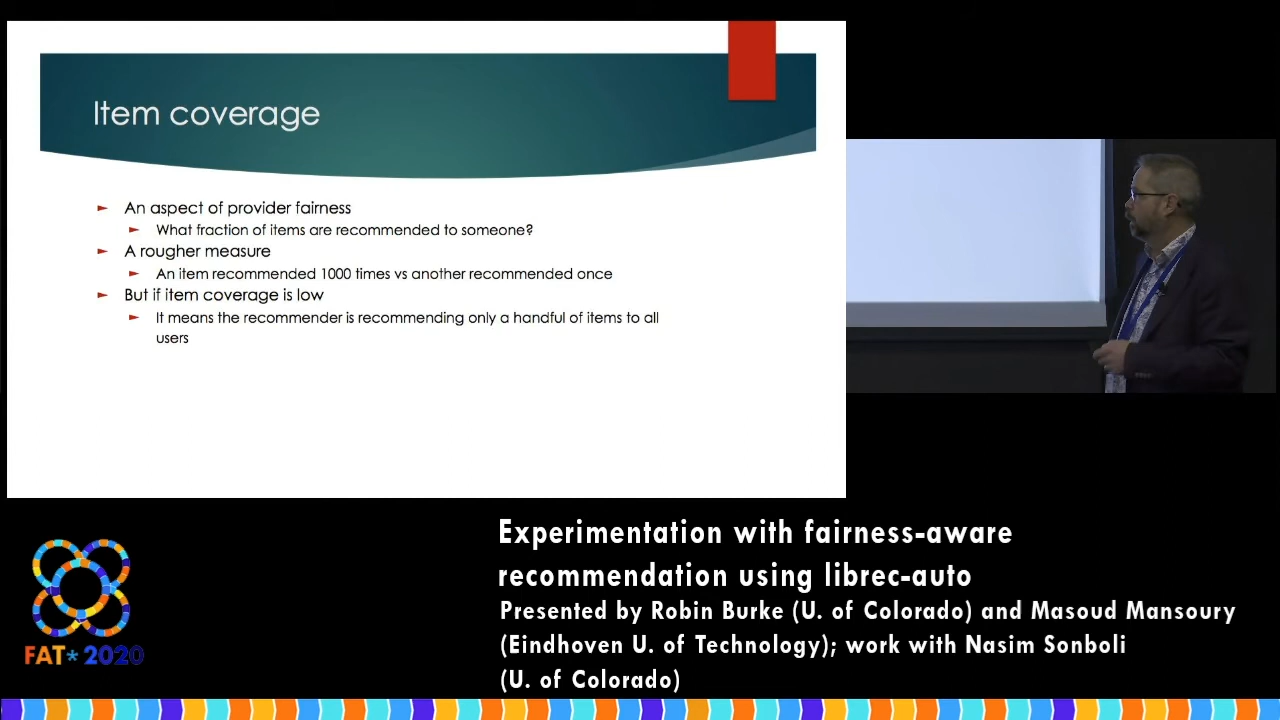 Item coverage
► An aspect of provider fairness
► What fraction of items are recommended to someone?
► A rougher measure
► An item recommended 1000 times vs another recommended once
► But if item coverage is low
► It means the recommender is recommending only a handful of items to all
users
Experimentation with fairness-aware
recommendation using librec-auto
Presented by Robin Burke (U. of Colorado) and Masoud Mansoury
(Eindhoven U. of Technology); work with Nasim Sonboli
(U. of Colorado)
FAT* 2020